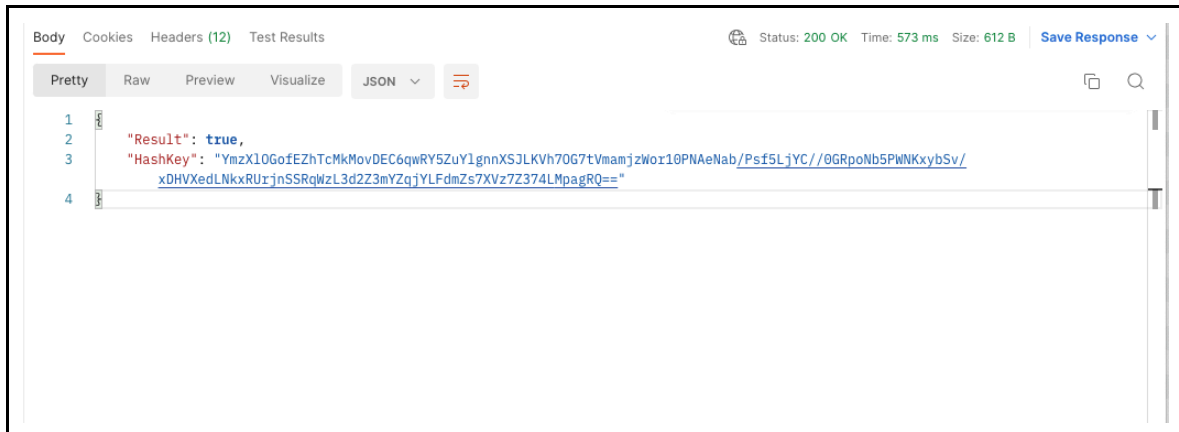 Body Cookies Headers (12) Test Results Status: 200 OK Time: 573 ms Size: 612 B Save Response
Pretty Raw Preview Visualize JSON
1 {
2 "Result": true,
3 "HashKey": "YmzXlOGofEZhTcMkMovDEC6qwRY5ZuYlgnnXSJLKVh7OG7tVmamjzWor10PNAeNab/Psf5LjYC//0GRpoNb5PWNKxybSv/
xDHVXedLNkxRUrjnSSRqWzL3d2Z3mYZqjYLFdmZs7XVz7Z374LMpagRQ=="
4 }